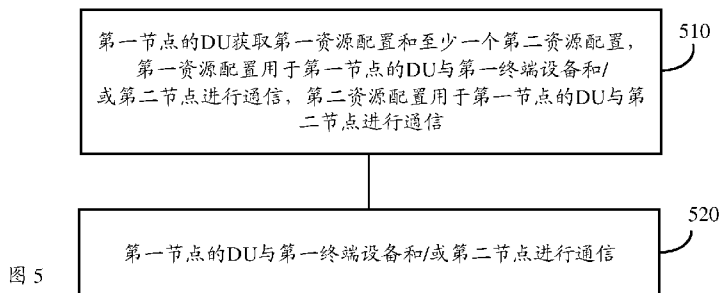 第一节点的DU获取第一资源配置和至少一个第二资源配置，
第一资源配置用于第一节点的DU与第一终端设备和/
或第二节点进行通信，第二资源配置用于第一节点的DU与第
二节点进行通信
510
520
第一节点的DU与第一终端设备和/或第二节点进行通信
图 5